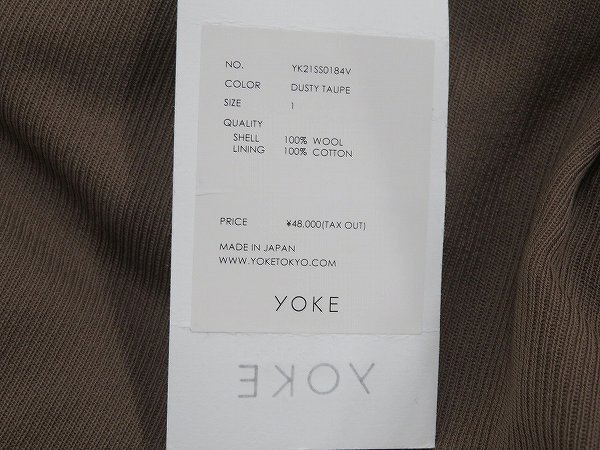 NO. YK21SS0184V
COLOR DUSTY TAUPE
SIZE 1
QUALITY
SHELL 100% WOOL
LINING 100% COTTON
PRICE ¥48,000(TAX OUT)
MADE IN JAPAN
WWW.YOKETOKYO.COM
YOKE
YOKE